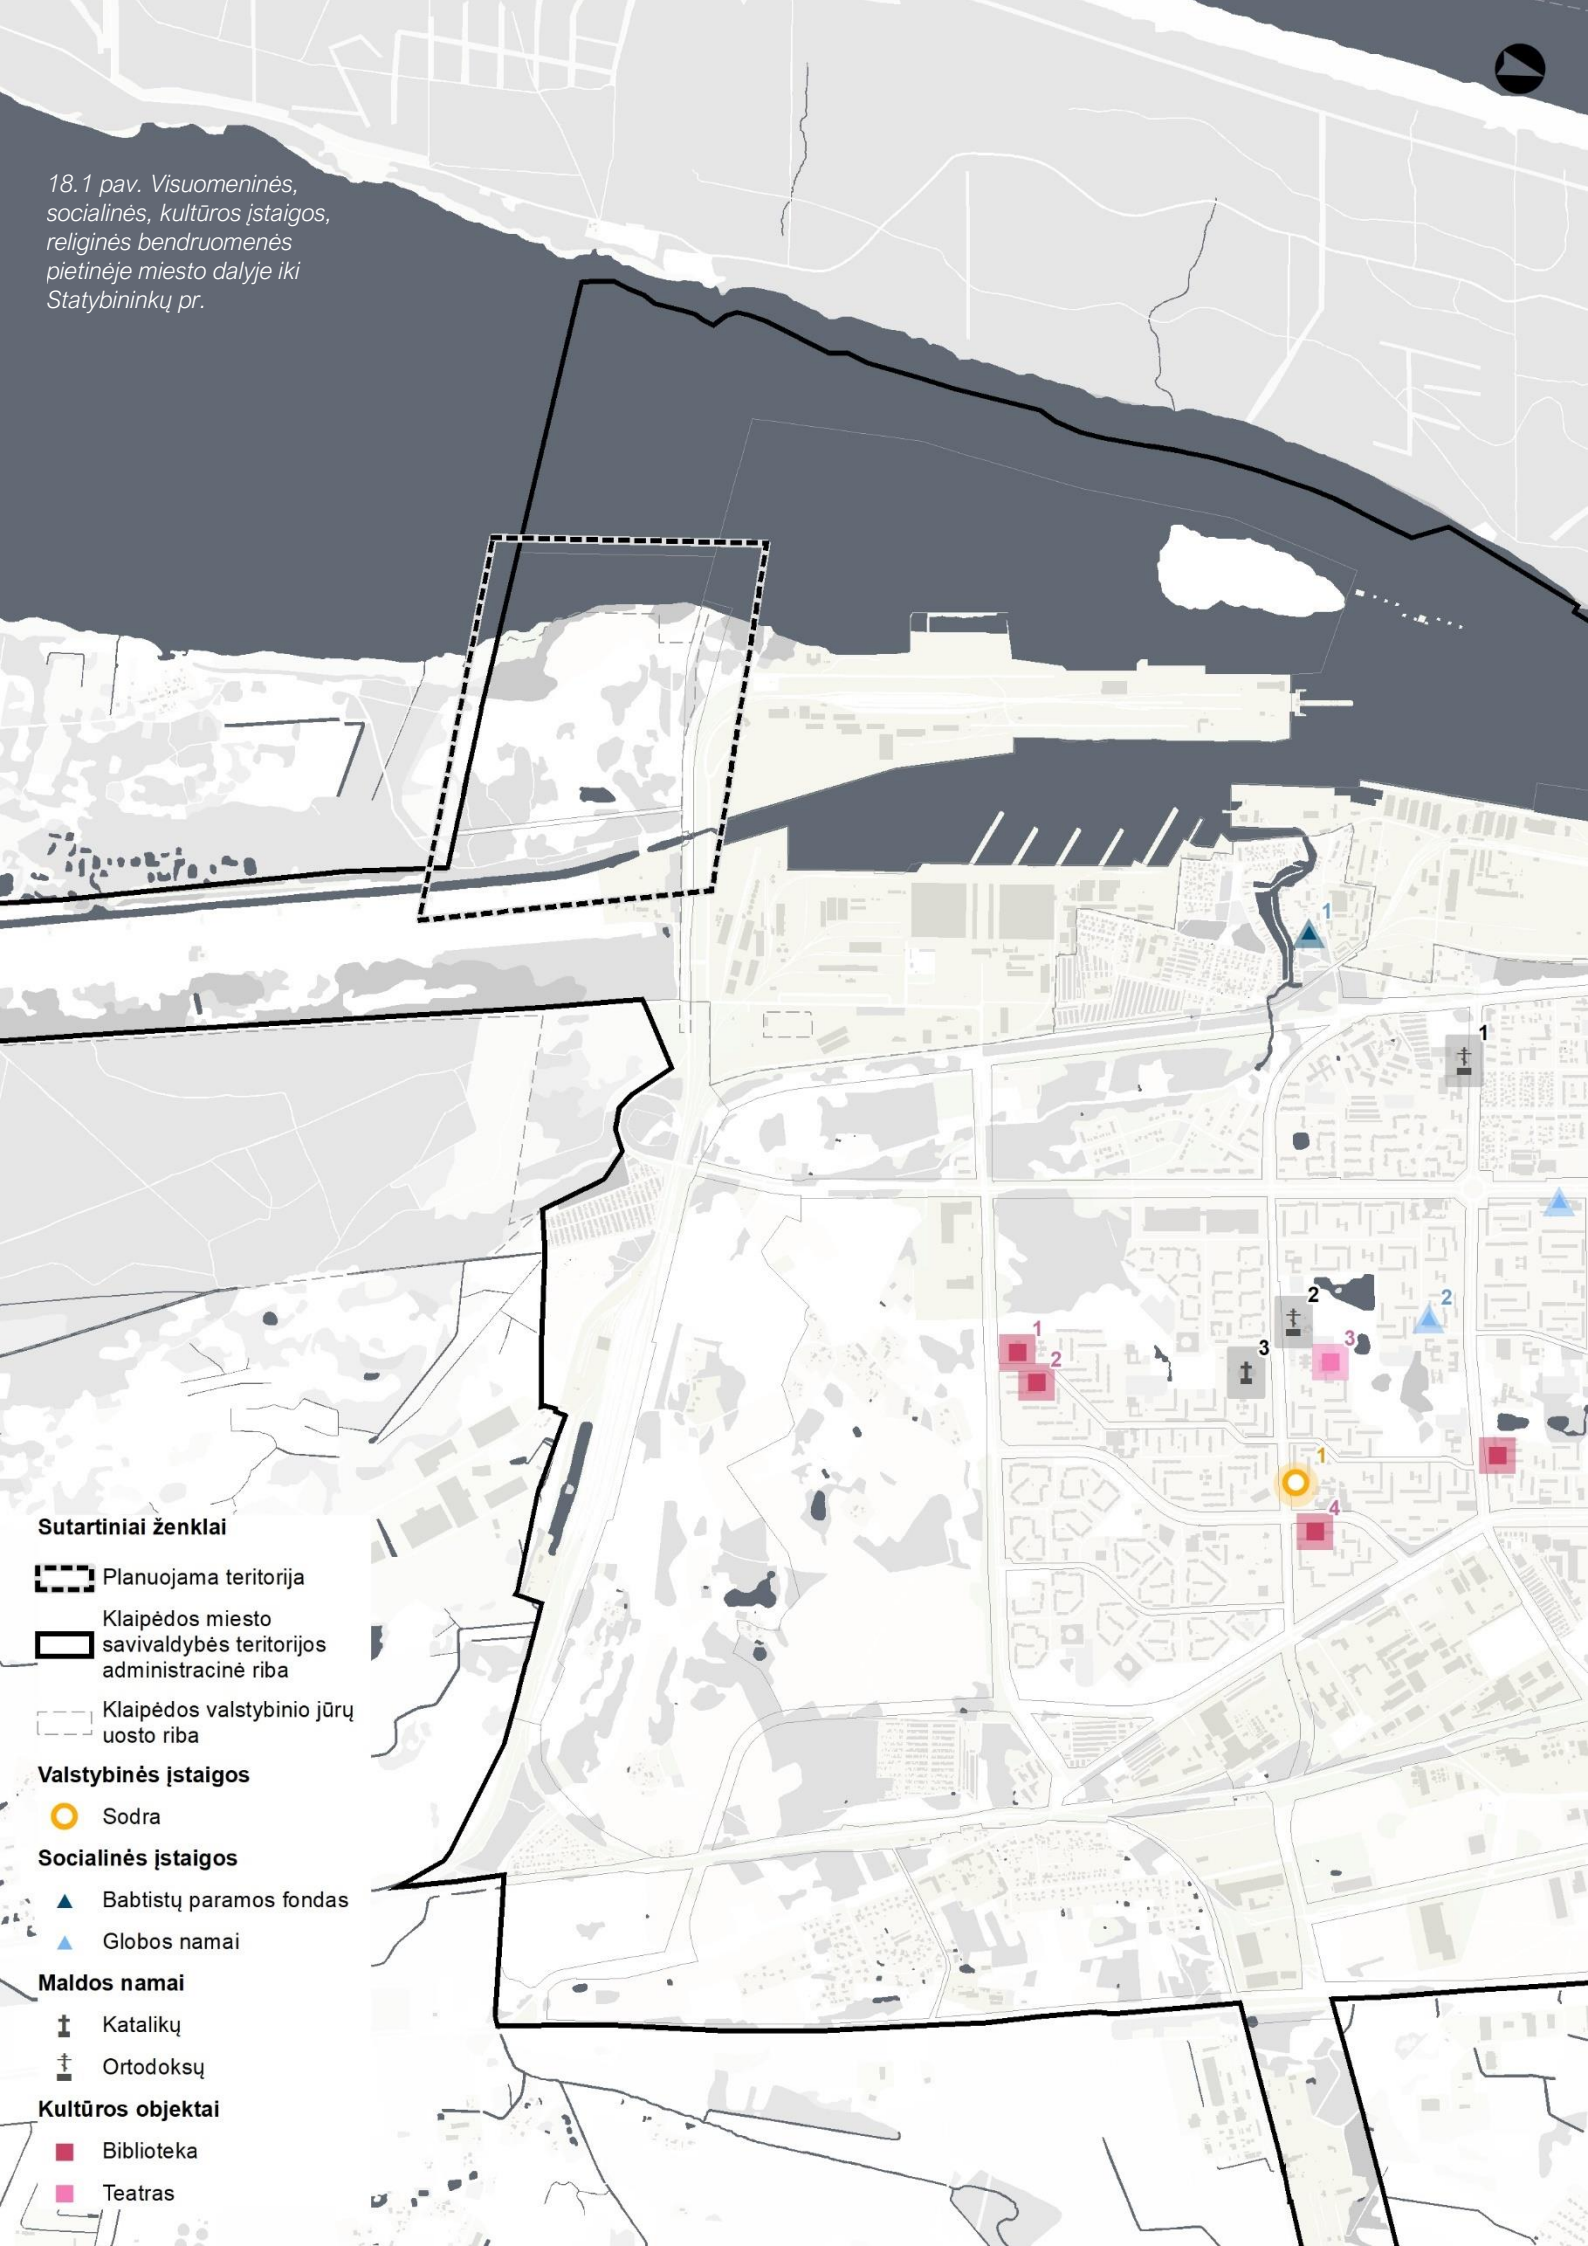 18.1 pav. Visuomeninės,
socialinės, kultūros įstaigos,
religinės bendruomenės
pietinėje miesto dalyje iki
Statybininkų pr.
1
1
2
2
3
3
1
2
1
4
Sutartiniai ženklai
Planuojama teritorija
Klaipėdos miesto
savivaldybės teritorijos
administracinė riba
Klaipėdos valstybinio jūrų
uosto riba
Valstybinės įstaigos
Sodra
Socialinės įstaigos
Babtistų paramos fondas
Globos namai
Maldos namai
Katalikų
Ortodoksų
Kultūros objektai
Biblioteka
Teatras